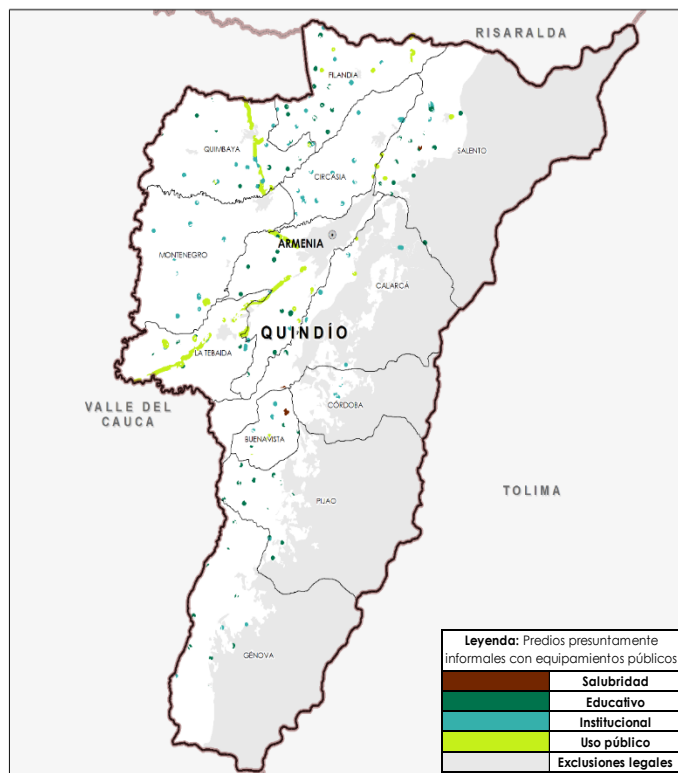 RISARALDA
FILANDIA
QUIMBAYA
SALENTO
CIRCASIA
ARMENIA
MONTENEGRO
CALARCÁ
QUINDÍO
LA TEBAIDA
VALLE DEL
CAUCA
CÓRDOBA
BUENAVISTA
TOLIMA
PIJAO
GÉNOVA
Leyenda: Predios presuntamente
informales con equipamientos públicos
Salubridad
Educativo
Institucional
Uso público
Exclusiones legales